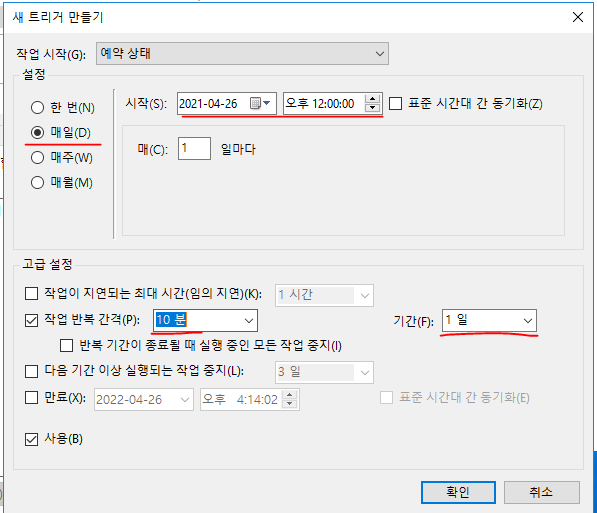 새 트리거 만들기
작업 시작(G): 예약 상태
설정
한 번(N)
매일(D)
매주(W)
매월(M)
시작(S): 2021-04-26 오후 12:00:00 표준 시간대 간 동기화(Z)
매(C): 1 일마다
고급 설정
작업이 지연되는 최대 시간(임의 지연)(K): 1 시간
작업 반복 간격(P): 10 분 기간(F): 1 일
반복 기간이 종료될 때 실행 중인 모든 작업 중지(I)
다음 기간 이상 실행되는 작업 중지(L): 3 일
만료(X): 2022-04-26 오후 4:14:02 표준 시간대 간 동기화(E)
사용(B)
확인 취소